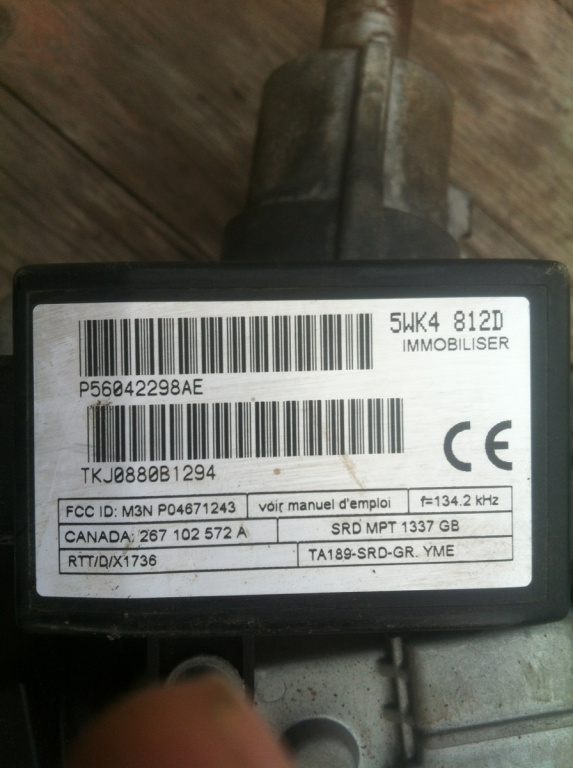 5WK4 812D
IMMOBILISER
P56042298AE
TKJ0880B1294
CE
FCC ID: M3N P04671243 voir manuel d'emploi f=134.2 kHz
CANADA: 267 102 572 A SRD MPT 1337 GB
RTT/D/X1736 TA189-SRD-GR. YME